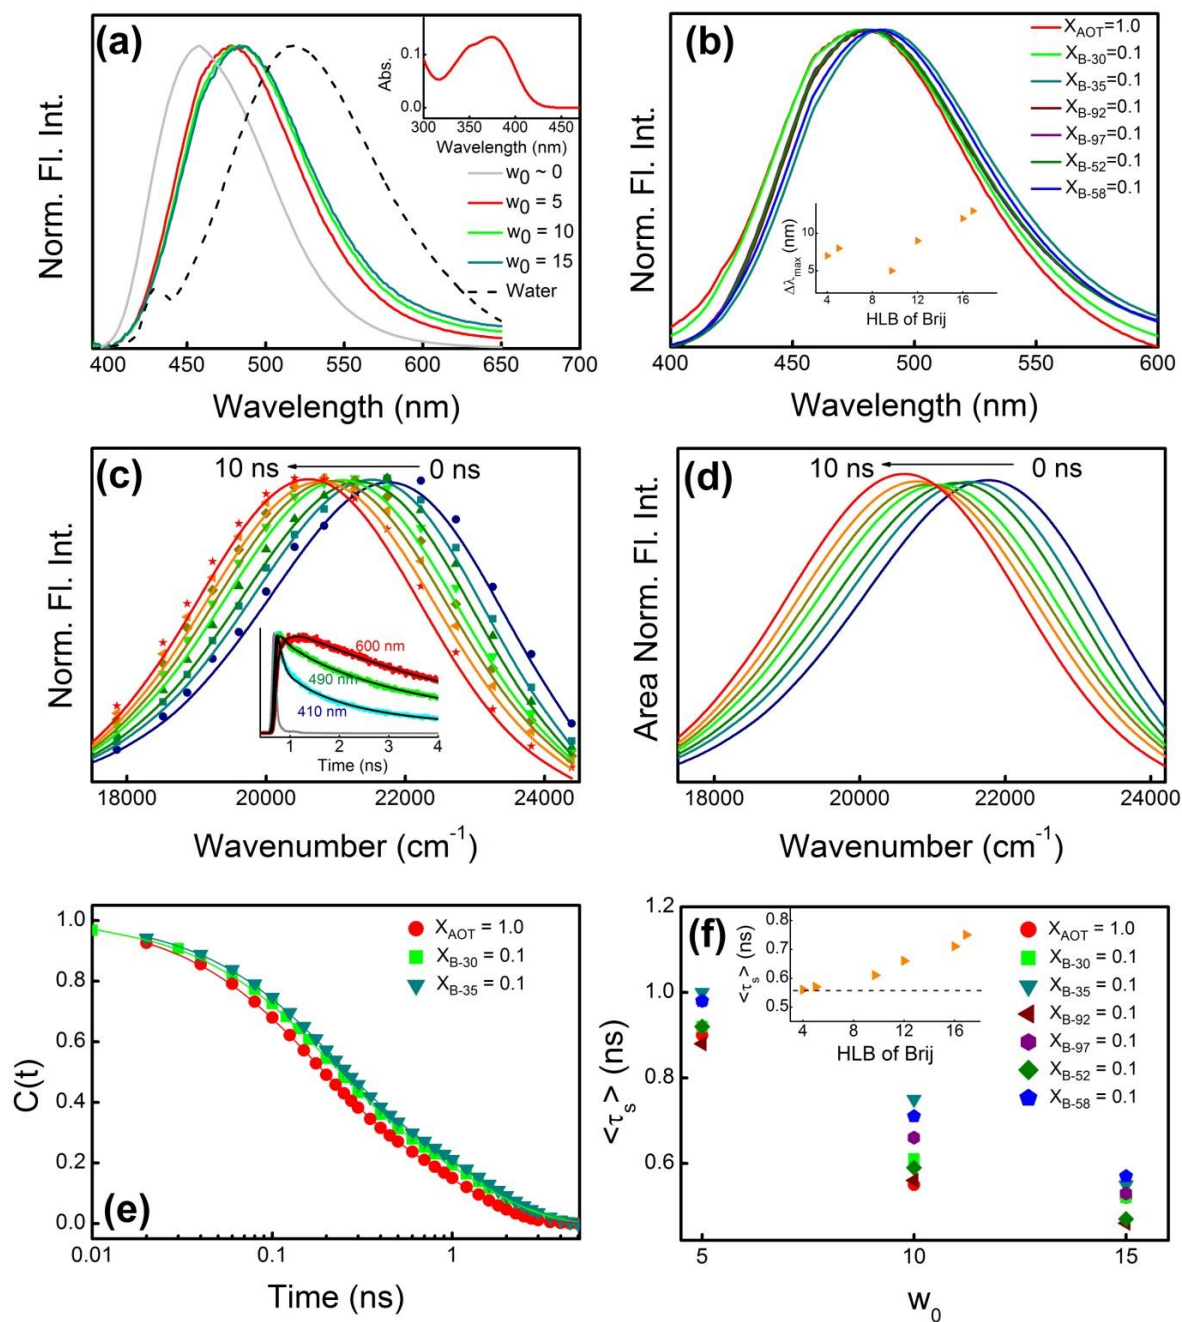 (a)
Norm. Fl. Int.
Abs.
0.1
0.0
300 350 400 450
Wavelength (nm)
w0 ~ 0
w0 = 5
w0 = 10
w0 = 15
Water
400 450 500 550 600 650 700
Wavelength (nm)
(b)
Norm. Fl. Int.
XAOT=1.0
XB-30=0.1
XB-35=0.1
XB-92=0.1
XB-97=0.1
XB-52=0.1
XB-58=0.1
Δλmax (nm)
10
5
4 8 12 16
HLB of Brij
400 450 500 550 600
Wavelength (nm)
(c)
10 ns 0 ns
Norm. Fl. Int.
600 nm
490 nm
410 nm
1 2 3 4
Time (ns)
18000 20000 22000 24000
Wavenumber (cm-1)
(d)
10 ns 0 ns
Area Norm. Fl. Int.
18000 20000 22000 24000
Wavenumber (cm-1)
(e)
C(t)
1.0
0.8
0.6
0.4
0.2
0.0
XAOT = 1.0
XB-30 = 0.1
XB-35 = 0.1
0.01 0.1 1
Time (ns)
(f)
<τs> (ns)
1.2
1.0
0.8
0.6
<τs> (ns)
0.8
0.7
0.6
0.5
4 8 12 16
HLB of Brij
XAOT = 1.0
XB-30 = 0.1
XB-35 = 0.1
XB-92 = 0.1
XB-97 = 0.1
XB-52 = 0.1
XB-58 = 0.1
5 10 15
w0